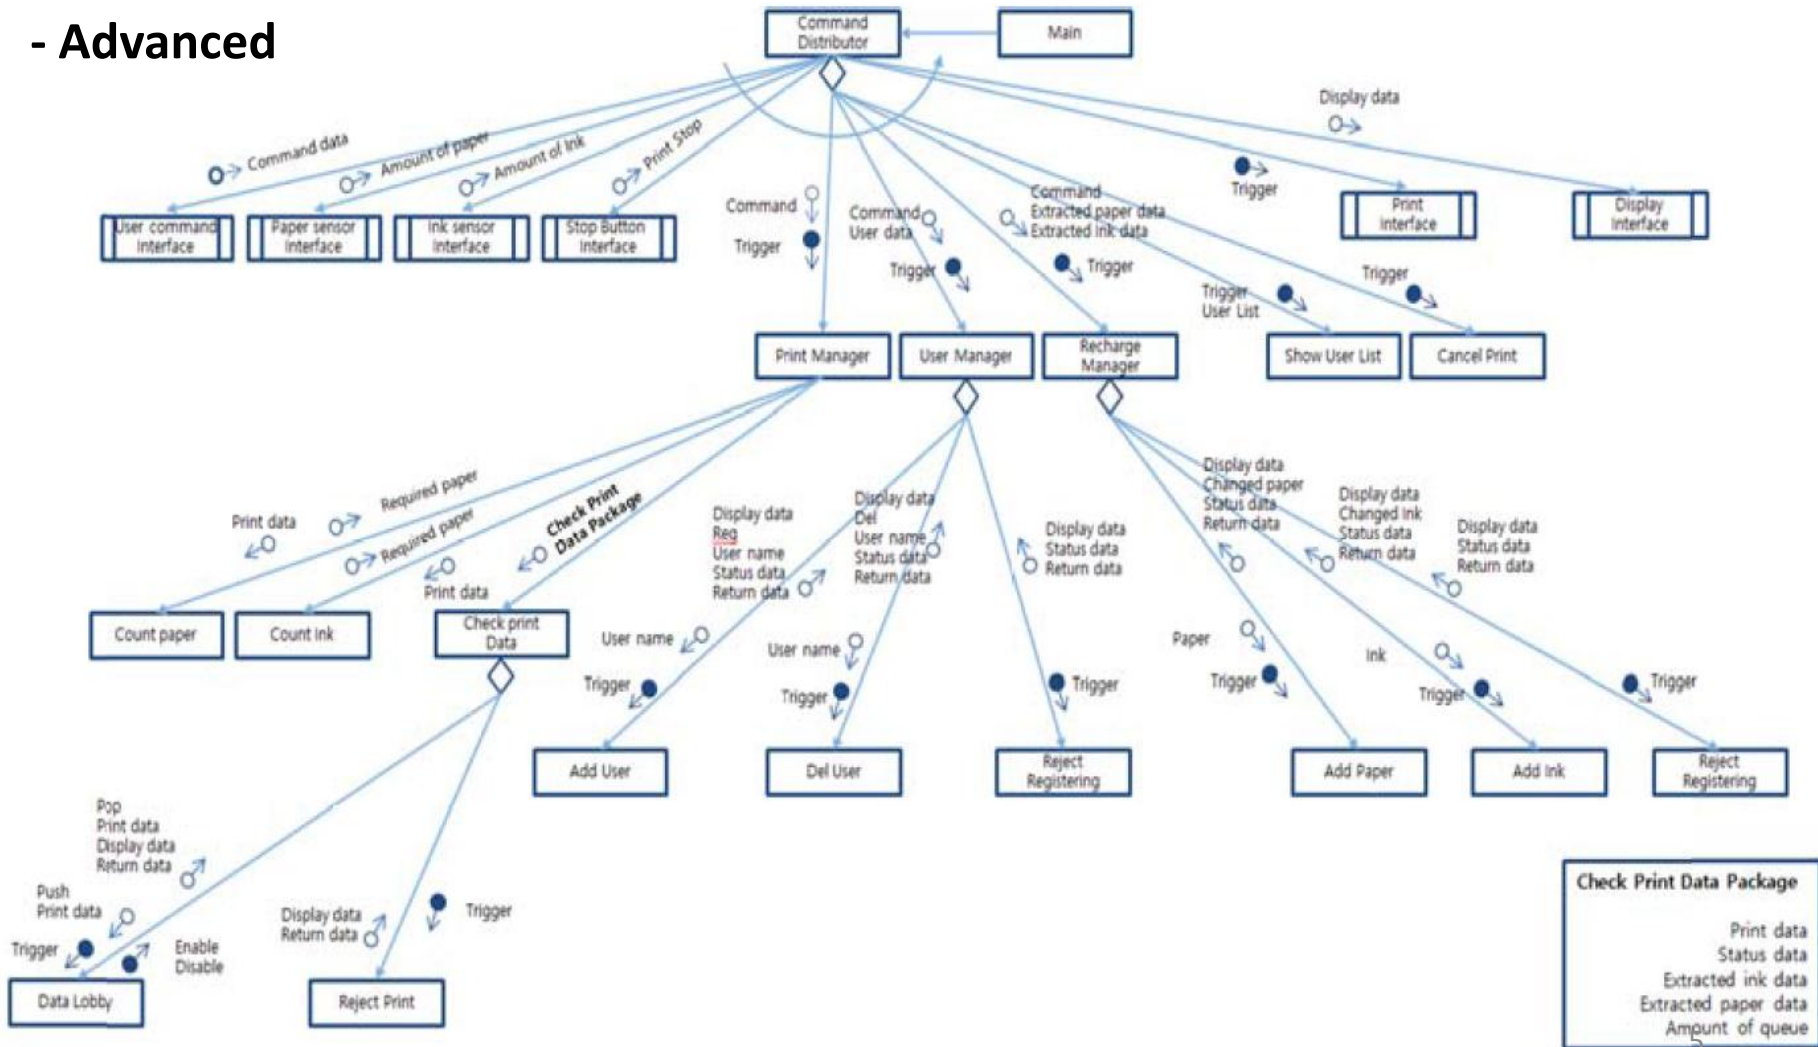 - Advanced
Command
Distributor
Main
Display data
Command data
Amount of paper
Amount of Ink
Print Stop
Trigger
User command
Interface
Paper sensor
Interface
Ink sensor
Interface
Stop Button
Interface
Print
Interface
Display
Interface
Command
Trigger
Command
User data
Trigger
Command
Extracted paper data
Extracted ink data
Trigger
Trigger
User List
Trigger
Print Manager
User Manager
Recharge
Manager
Show User List
Cancel Print
Print data
Required paper
Required paper
Print data
Check Print
Data Package
Display data
Reg
User name
Status data
Return data
Display data
Del
User name
Status data
Return data
Display data
Status data
Return data
Display data
Changed paper
Status data
Return data
Display data
Changed Ink
Status data
Return data
Display data
Status data
Return data
Count paper
Count Ink
Check print
Data
User name
Trigger
User name
Trigger
Trigger
Paper
Trigger
Ink
Trigger
Trigger
Add User
Del User
Reject
Registering
Add Paper
Add Ink
Reject
Registering
Pop
Print data
Display data
Return data
Push
Print data
Trigger
Enable
Disable
Display data
Return data
Trigger
Data Lobby
Reject Print
Check Print Data Package
Print data
Status data
Extracted ink data
Extracted paper data
Amount of queue
5